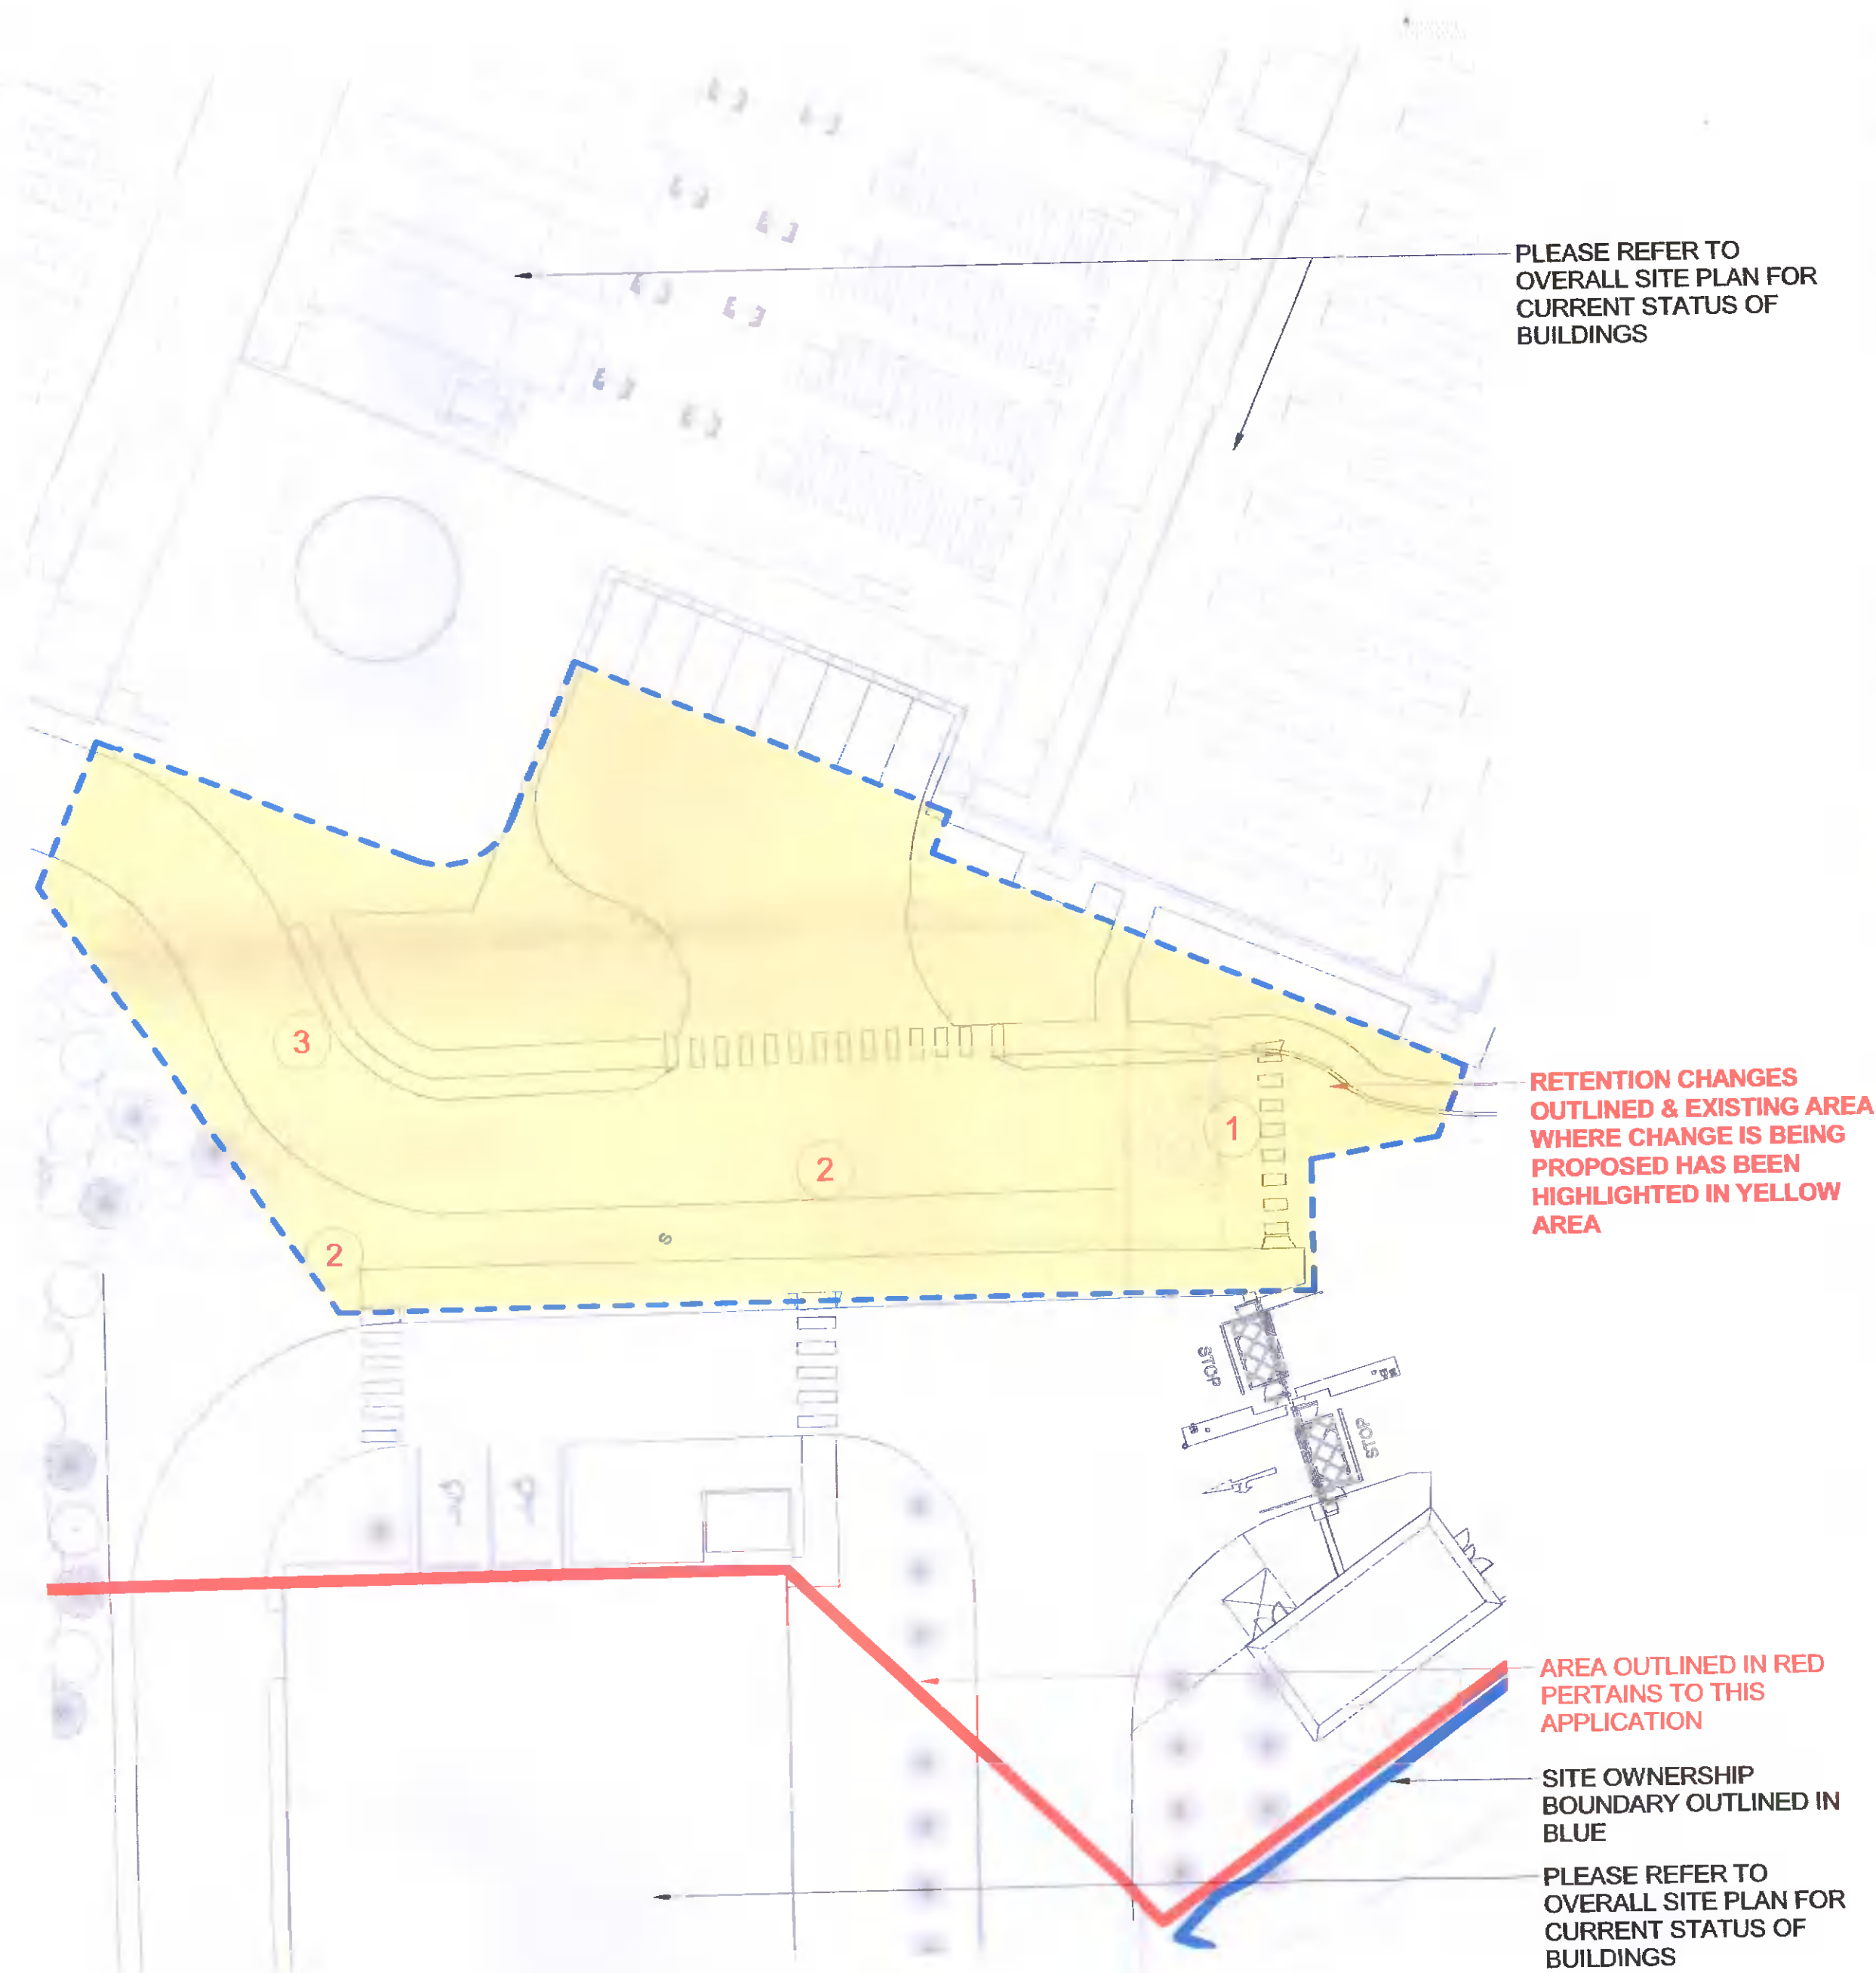 PLEASE REFER TO
OVERALL SITE PLAN FOR
CURRENT STATUS OF
BUILDINGS
3
1
2
2
S
RETENTION CHANGES
OUTLINED & EXISTING AREA
WHERE CHANGE IS BEING
PROPOSED HAS BEEN
HIGHLIGHTED IN YELLOW
AREA
STOP
STOP
AREA OUTLINED IN RED
PERTAINS TO THIS
APPLICATION
SITE OWNERSHIP
BOUNDARY OUTLINED IN
BLUE
PLEASE REFER TO
OVERALL SITE PLAN FOR
CURRENT STATUS OF
BUILDINGS